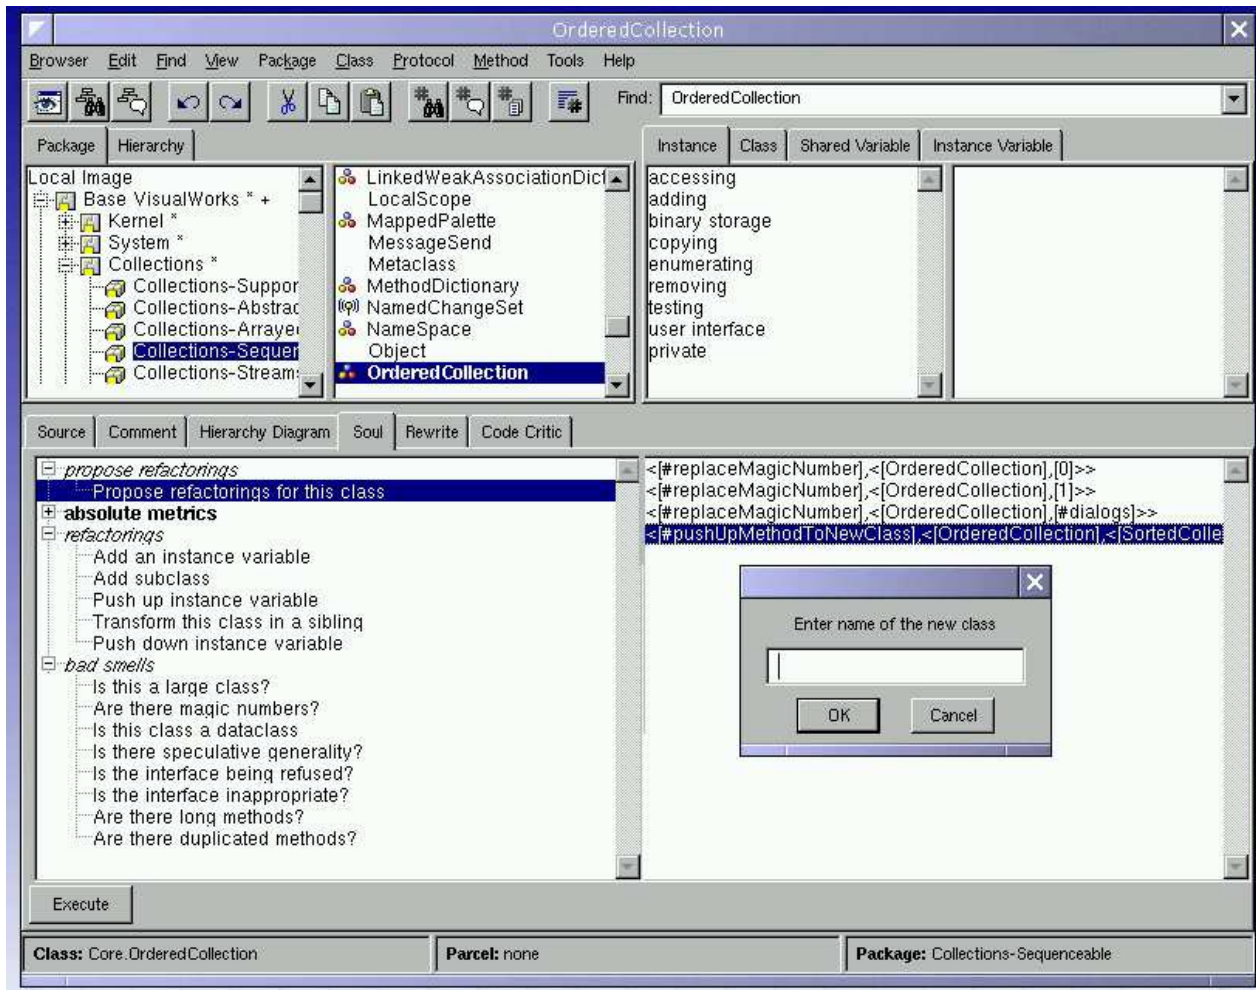 OrderedCollection
Browser Edit Find View Package Class Protocol Method Tools Help
Find: OrderedCollection
Package Hierarchy
Instance Class Shared Variable Instance Variable
Local Image
Base VisualWorks * +
Kernel *
System *
Collections *
Collections-Suppor
Collections-Abstrac
Collections-Arraye
Collections-Sequer
Collections-Stream
LinkedWeakAssociationDict
LocalScope
MappedPalette
MessageSend
Metaclass
MethodDictionary
NamedChangeSet
NameSpace
Object
OrderedCollection
accessing
adding
binary storage
copying
enumerating
removing
testing
user interface
private
Source Comment Hierarchy Diagram Soul Rewrite Code Critic
propose refactorings
Propose refactorings for this class
absolute metrics
refactorings
Add an instance variable
Add subclass
Push up instance variable
Transform this class in a sibling
Push down instance variable
bad smells
Is this a large class?
Are there magic numbers?
Is this class a dataclass
Is there speculative generality?
Is the interface being refused?
Is the interface inappropriate?
Are there long methods?
Are there duplicated methods?
<[#replaceMagicNumber],<[OrderedCollection],[0]>>
<[#replaceMagicNumber],<[OrderedCollection],[1]>>
<[#replaceMagicNumber],<[OrderedCollection],[#dialogs]>>
<[#pushUpMethodToNewClass],<[OrderedCollection],<[SortedColle
Enter name of the new class
OK Cancel
Execute
Class: Core.OrderedCollection
Parcel: none
Package: Collections-Sequenceable